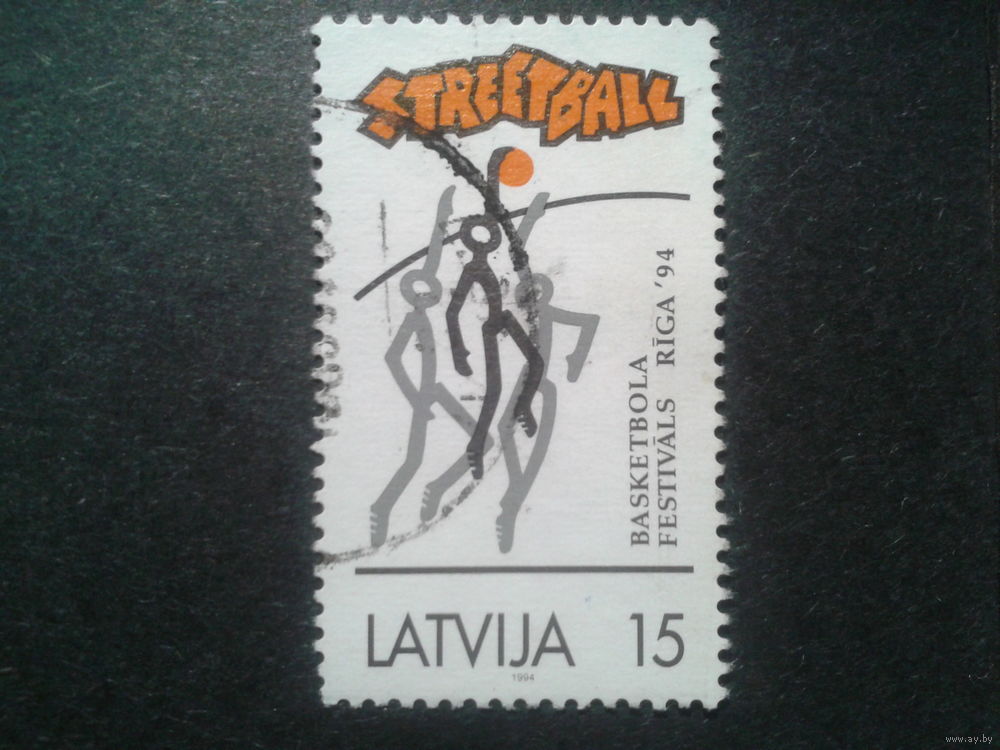 STREETBALL
BASKETBOLA
FESTIVĀLS RĪGA '94
LATVIJA 15
1994
www.ay.by